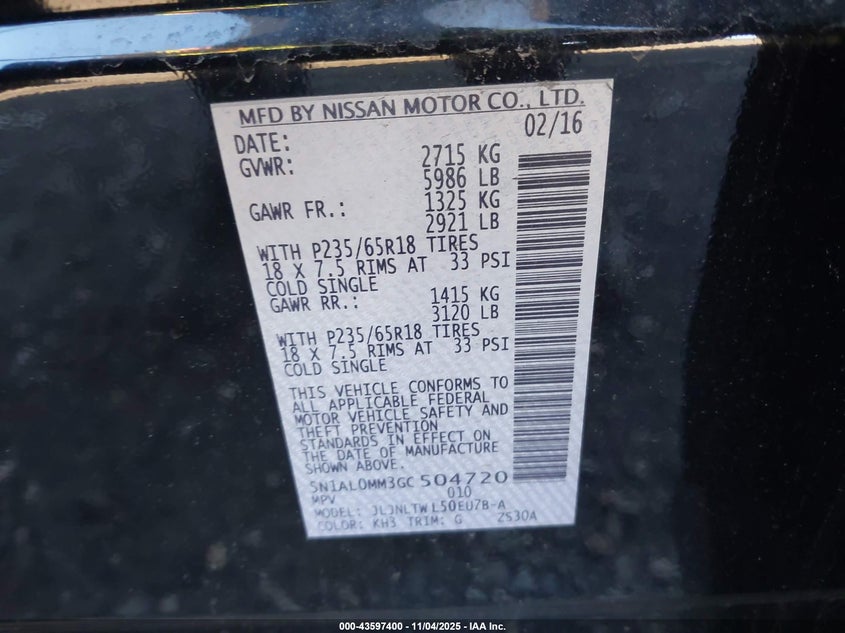 MFD BY NISSAN MOTOR CO., LTD.
DATE: 02/16
GVWR: 2715 KG
5986 LB
GAWR FR.: 1325 KG
2921 LB
WITH P235/65R18 TIRES
18 X 7.5 RIMS AT 33 PSI
COLD SINGLE
GAWR RR.: 1415 KG
3120 LB
WITH P235/65R18 TIRES
18 X 7.5 RIMS AT 33 PSI
COLD SINGLE
THIS VEHICLE CONFORMS TO
ALL APPLICABLE FEDERAL
MOTOR VEHICLE SAFETY AND
THEFT PREVENTION
STANDARDS IN EFFECT ON
THE DATE OF MANUFACTURE
SHOWN ABOVE.
5N1AL0MM3GC504720
MPV 010
MODEL: JLJNLTW L50EU7B-A
COLOR: KH3 TRIM: G 2S30A
000-43597400 - 11/04/2025 - IAA Inc.